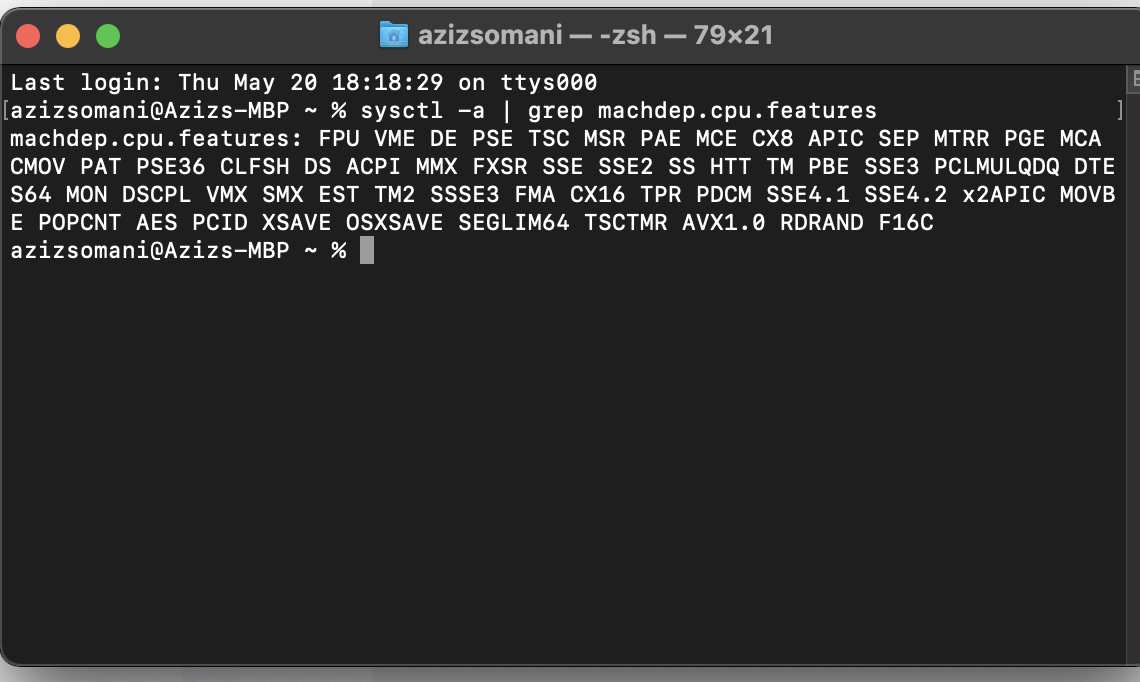 azizsomani — -zsh — 79×21
Last login: Thu May 20 18:18:29 on ttys000
[azizsomani@Azizs-MBP ~ % sysctl -a | grep machdep.cpu.features ]
machdep.cpu.features: FPU VME DE PSE TSC MSR PAE MCE CX8 APIC SEP MTRR PGE MCA
CMOV PAT PSE36 CLFSH DS ACPI MMX FXSR SSE SSE2 SS HTT TM PBE SSE3 PCLMULQDQ DTE
S64 MON DSCPL VMX SMX EST TM2 SSSE3 FMA CX16 TPR PDCM SSE4.1 SSE4.2 x2APIC MOVB
E POPCNT AES PCID XSAVE OSXSAVE SEGLIM64 TSCTMR AVX1.0 RDRAND F16C
azizsomani@Azizs-MBP ~ %